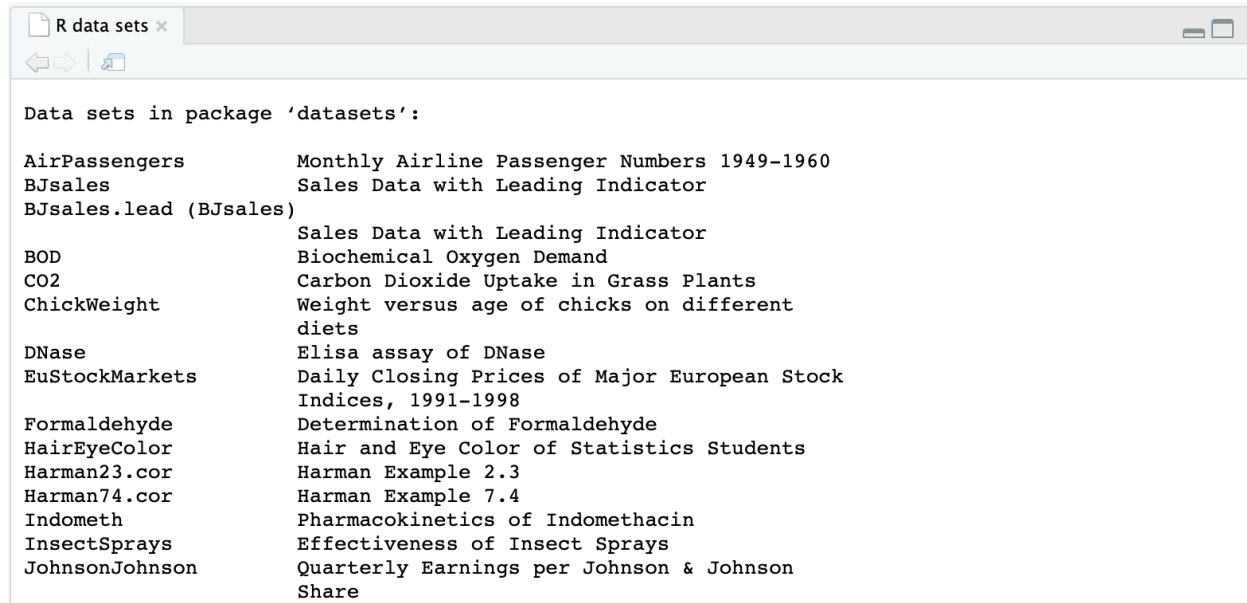 R data sets
Data sets in package ‘datasets’:
AirPassengers Monthly Airline Passenger Numbers 1949-1960
BJsales Sales Data with Leading Indicator
BJsales.lead (BJsales)
Sales Data with Leading Indicator
BOD Biochemical Oxygen Demand
CO2 Carbon Dioxide Uptake in Grass Plants
ChickWeight Weight versus age of chicks on different
diets
DNase Elisa assay of DNase
EuStockMarkets Daily Closing Prices of Major European Stock
Indices, 1991-1998
Formaldehyde Determination of Formaldehyde
HairEyeColor Hair and Eye Color of Statistics Students
Harman23.cor Harman Example 2.3
Harman74.cor Harman Example 7.4
Indometh Pharmacokinetics of Indomethacin
InsectSprays Effectiveness of Insect Sprays
JohnsonJohnson Quarterly Earnings per Johnson & Johnson
Share